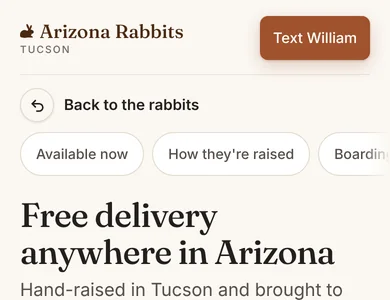 Arizona Rabbits
TUCSON
Text William
Back to the rabbits
Available now
How they're raised
Free delivery
anywhere in Arizona
Hand-raised in Tucson and brought to